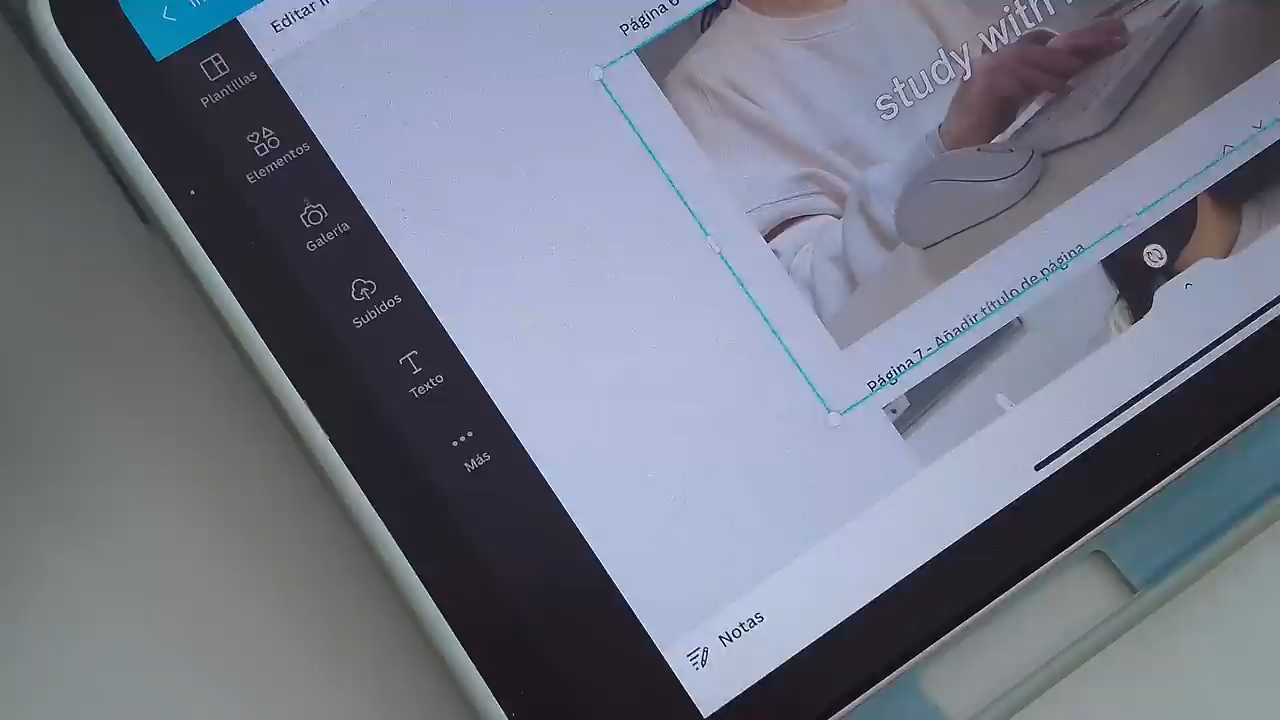 Editar
Página 6
Plantillas
Elementos
Galería
Subidos
Texto
Más
study with
Página 7 - Añadir título de página
Notas